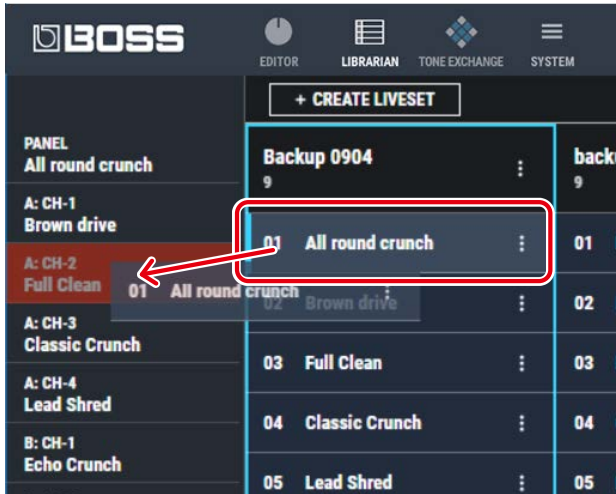 BOSS
EDITOR
LIBRARIAN
TONE EXCHANGE
SYSTEM
+ CREATE LIVESET
PANEL
All round crunch
A: CH-1
Brown drive
A: CH-2
Full Clean
A: CH-3
Classic Crunch
A: CH-4
Lead Shred
B: CH-1
Echo Crunch
01 All round crunch
Backup 0904
9
01 All round crunch
02 Brown drive
03 Full Clean
04 Classic Crunch
05 Lead Shred
9
01
02
03
04
05